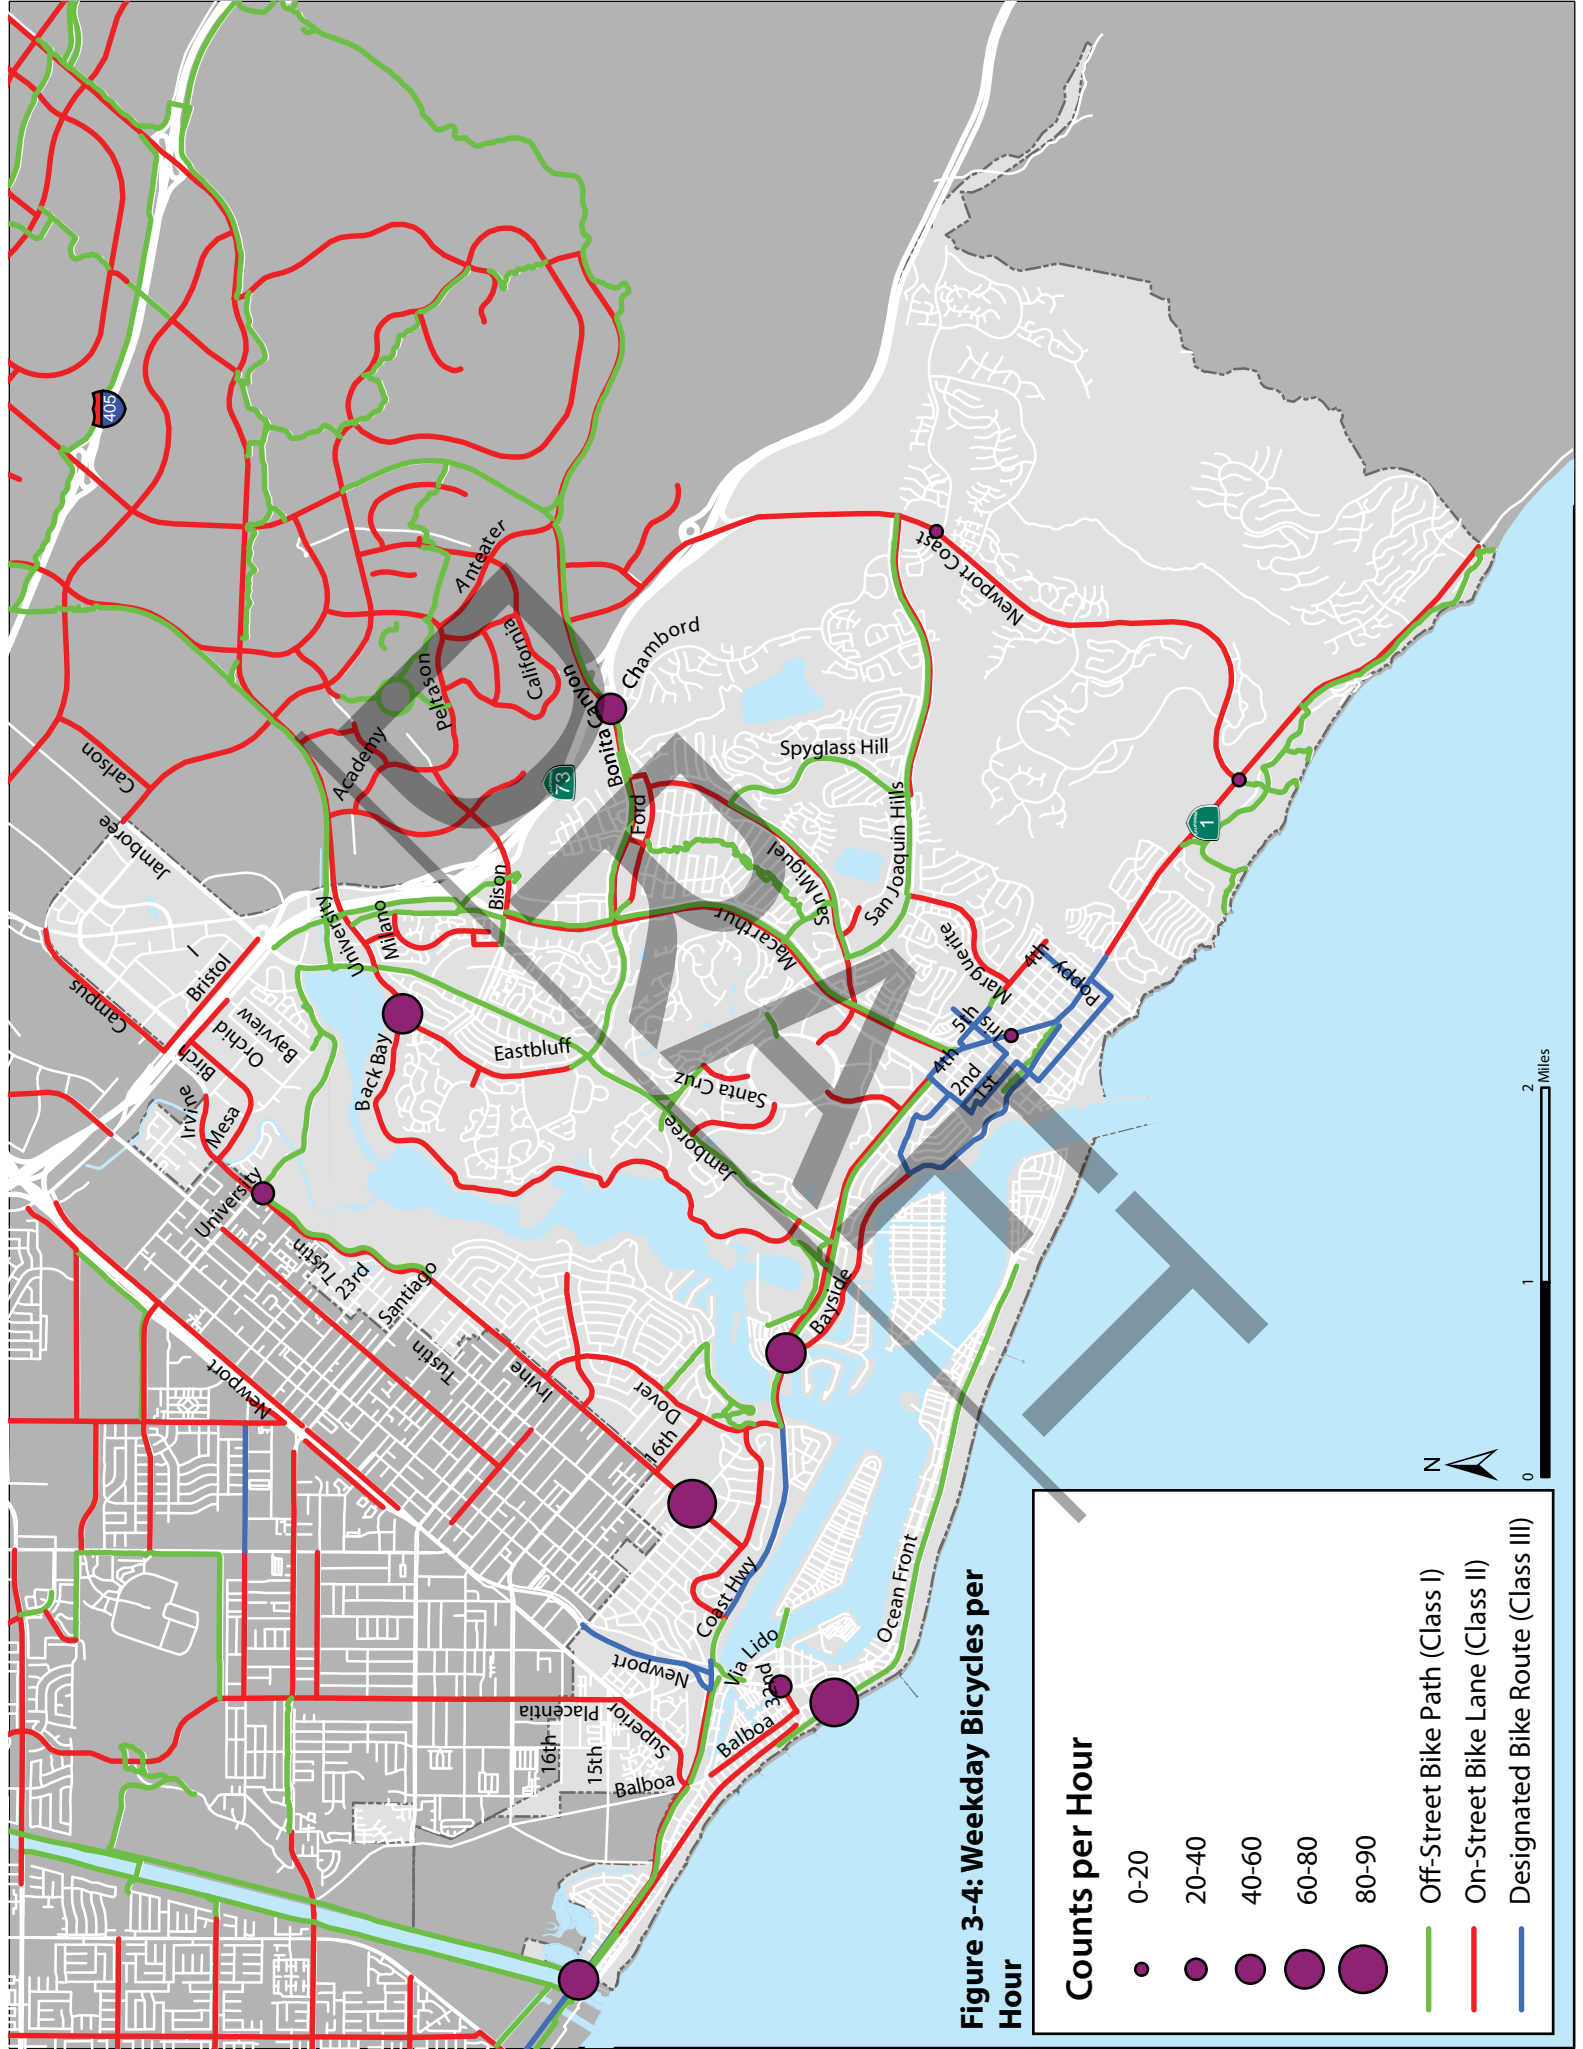 Figure 3-4: Weekday Bicycles per
Hour
Counts per Hour
0-20
20-40
40-60
60-80
80-90
Off-Street Bike Path (Class I)
On-Street Bike Lane (Class II)
Designated Bike Route (Class III)
N
0
1
2
Miles
DRAFT
405
73
1
Carlson
Jamboree
Campus
Bristol
I
Birch
Orchid
Bayview
Irvine
Mesa
University
University
Milano
Bison
Back Bay
Eastbluff
Academy
Peltason
Anteater
California
Bonita Canyon
Chambord
Ford
Spyglass Hill
San Miguel
San Joaquin Hills
Macarthur
Marguerite
Newport Coast
4th
Poppy
5th
Iris
4th
2nd
1st
Santa Cruz
Jamboree
Bayside
Tustin
23rd
Santiago
Tustin
Irvine
Newport
Dover
16th
Coast Hwy
Newport
Via Lido
32nd
Balboa
Ocean Front
Placentia
Superior
16th
15th
Balboa